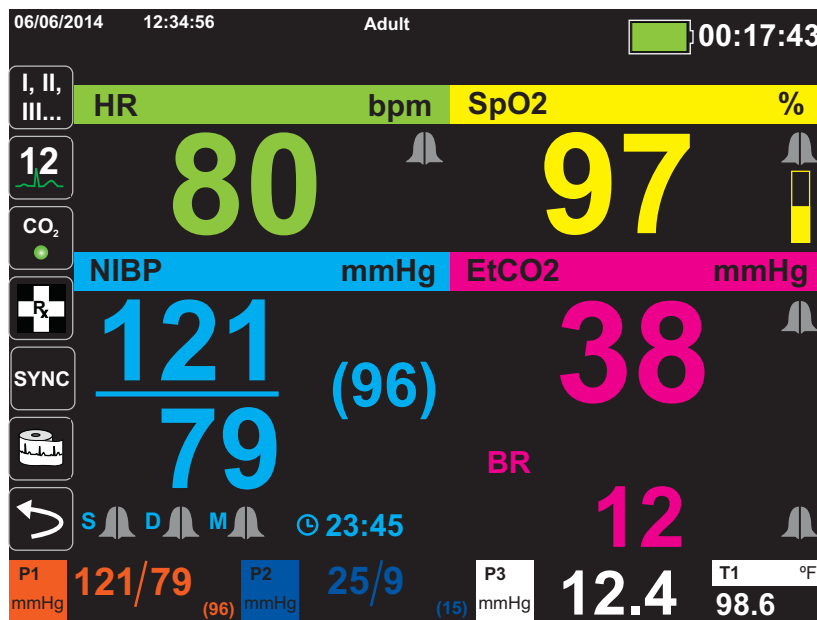 06/06/2014 12:34:56 Adult 00:17:43
I, II,
III...
HR bpm SpO2 %
12
80 97
CO₂
NIBP mmHg EtCO2 mmHg
Rx
121
79
(96)
38
SYNC
BR
12
S D M 23:45
P1
mmHg
121/79
(96)
P2
mmHg
25/9
(15)
P3
mmHg
12.4
T1 ºF
98.6